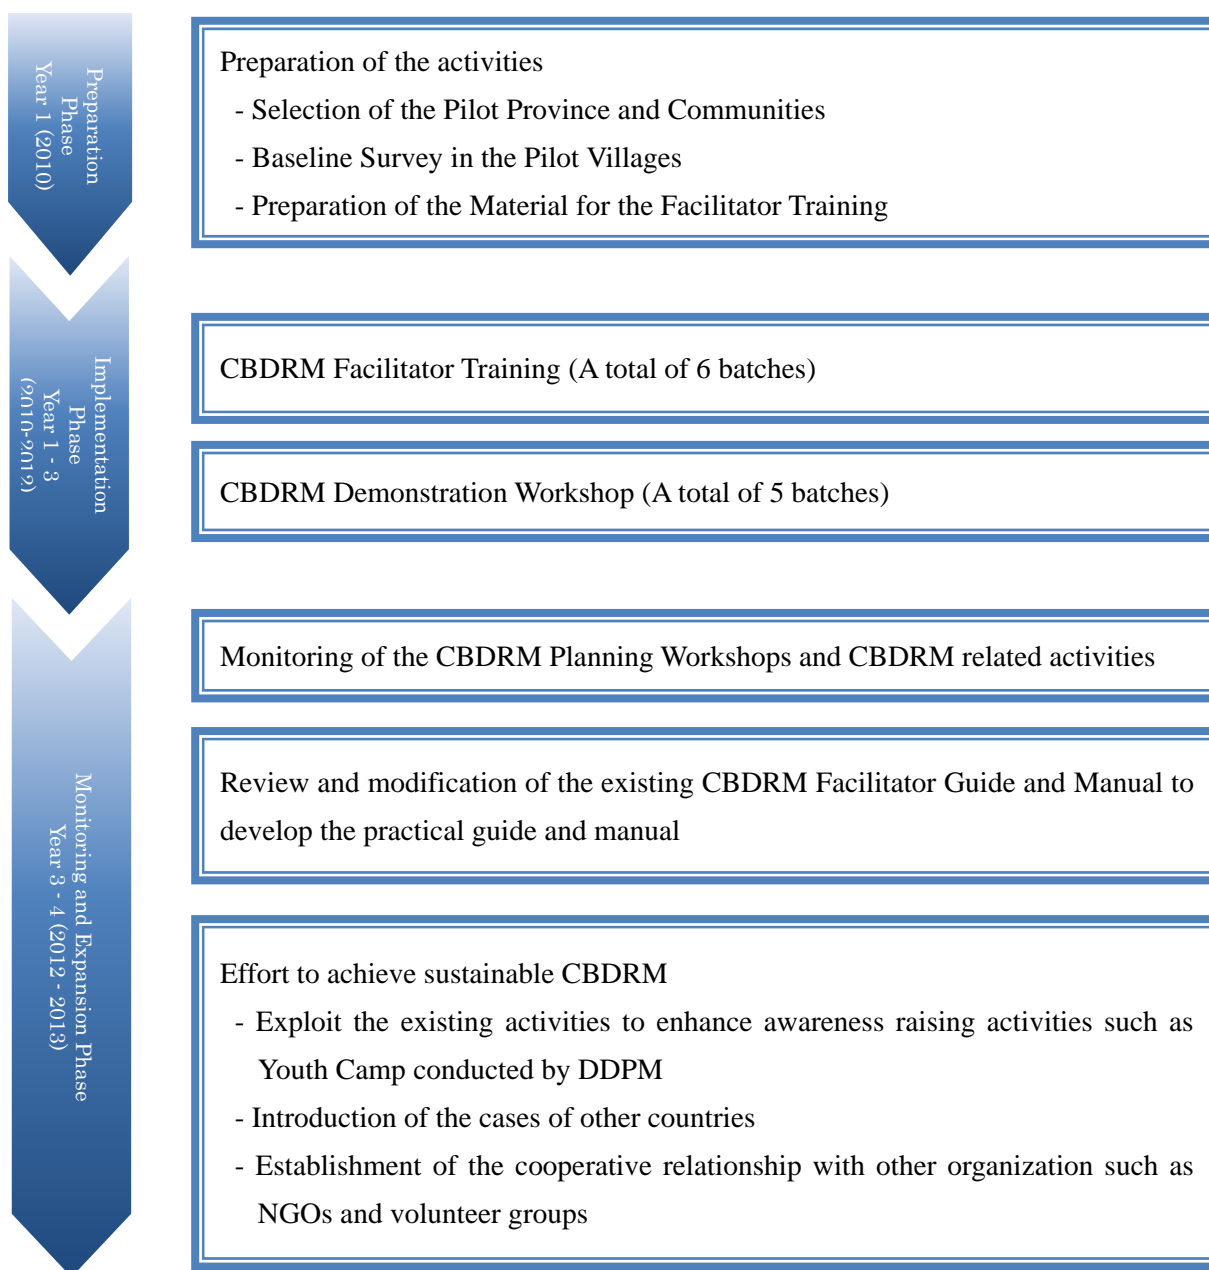 Preparation
Phase
Year 1 (2010)
Preparation of the activities
- Selection of the Pilot Province and Communities
- Baseline Survey in the Pilot Villages
- Preparation of the Material for the Facilitator Training
Implementation
Phase
Year 1 - 3
(2010-2012)
CBDRM Facilitator Training (A total of 6 batches)
CBDRM Demonstration Workshop (A total of 5 batches)
Monitoring and Expansion Phase
Year 3 - 4 (2012 - 2013)
Monitoring of the CBDRM Planning Workshops and CBDRM related activities
Review and modification of the existing CBDRM Facilitator Guide and Manual to
develop the practical guide and manual
Effort to achieve sustainable CBDRM
- Exploit the existing activities to enhance awareness raising activities such as
Youth Camp conducted by DDPM
- Introduction of the cases of other countries
- Establishment of the cooperative relationship with other organization such as
NGOs and volunteer groups